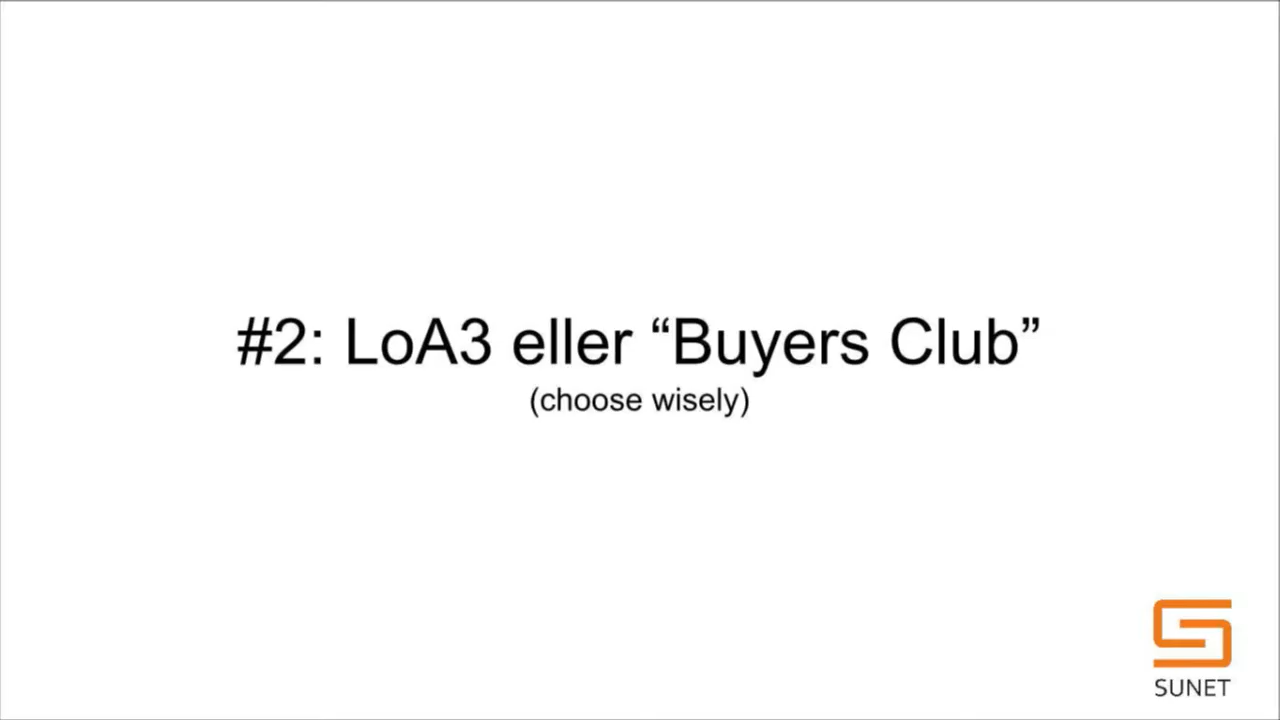 #2: LoA3 eller “Buyers Club”
(choose wisely)
SUNET